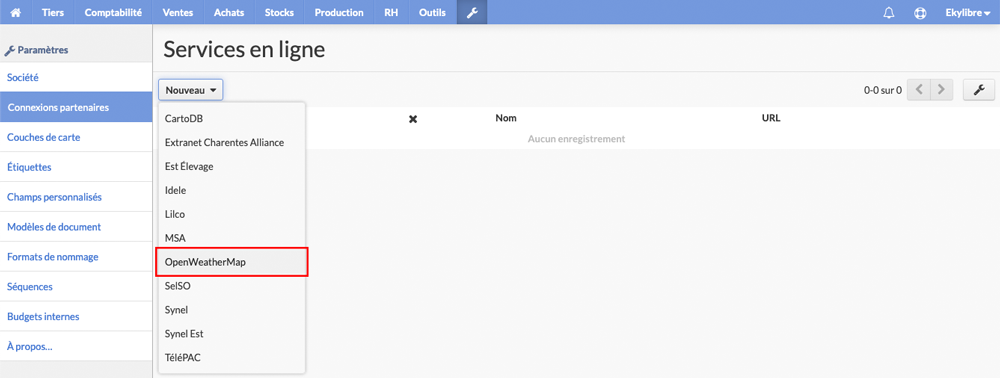 Tiers Comptabilité Ventes Achats Stocks Production RH Outils Ekylibre
Paramètres
Services en ligne
Société
Nouveau
0-0 sur 0
Connexions partenaires
CartoDB
Nom URL
Couches de carte
Extranet Charentes Alliance
Aucun enregistrement
Étiquettes
Est Élevage
Champs personnalisés
Idele
Modèles de document
Lilco
MSA
Formats de nommage
OpenWeatherMap
Séquences
SelSO
Budgets internes
Synel
À propos...
Synel Est
TéléPAC